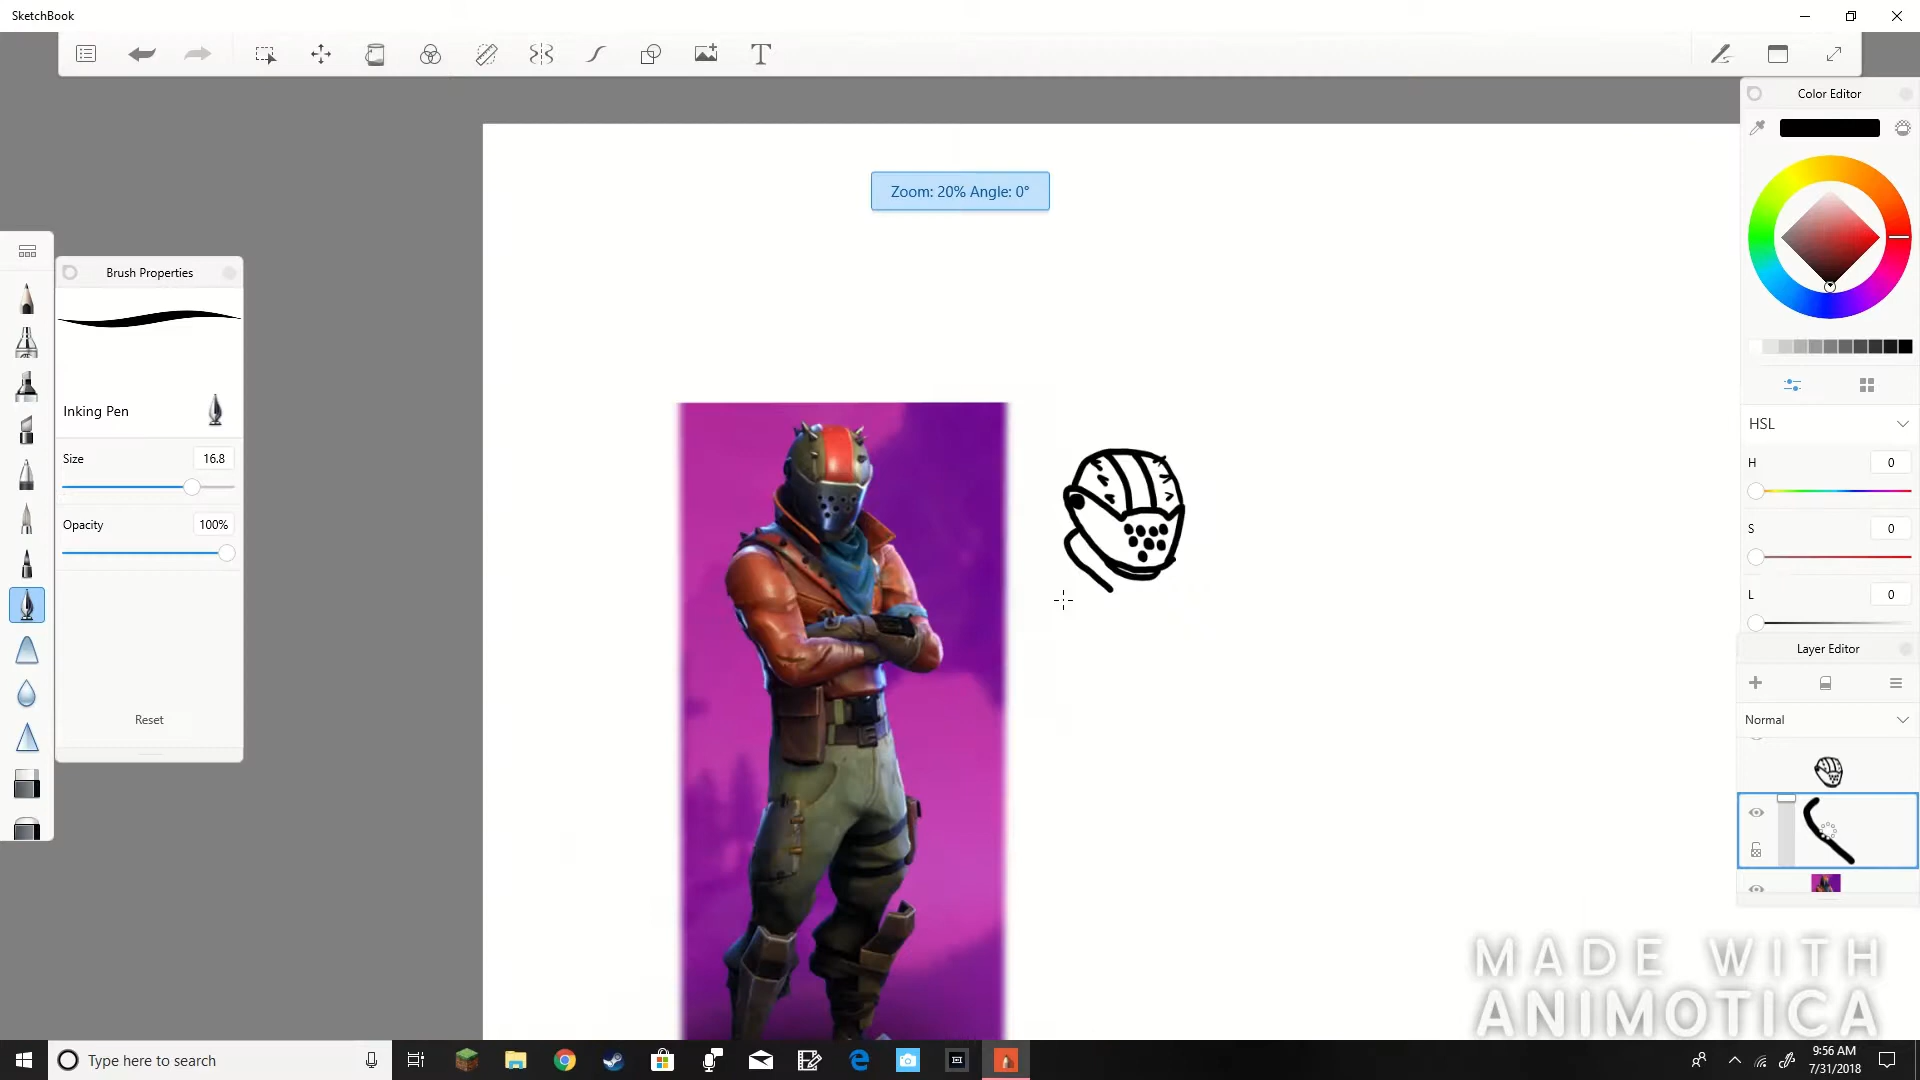 SketchBook
Zoom: 20% Angle: 0°
Color Editor
Brush Properties
Inking Pen
Size 16.8
Opacity 100%
Reset
HSL
H 0
S 0
L 0
Layer Editor
Normal
MADE WITH
ANIMOTICA
Type here to search
9:56 AM
7/31/2018